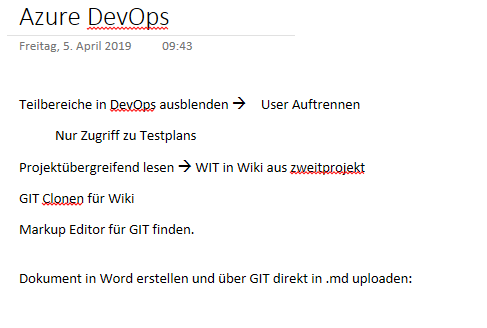 Azure DevOps
Freitag, 5. April 2019 09:43
Teilbereiche in DevOps ausblenden → User Auftrennen
Nur Zugriff zu Testplans
Projektübergreifend lesen → WIT in Wiki aus zweitprojekt
GIT Clonen für Wiki
Markup Editor für GIT finden.
Dokument in Word erstellen und über GIT direkt in .md uploaden: